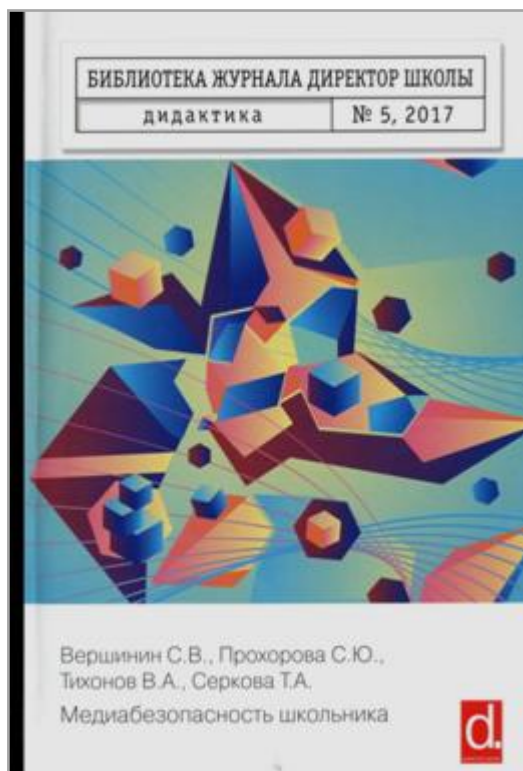 БИБЛИОТЕКА ЖУРНАЛА ДИРЕКТОР ШКОЛЫ
дидактика
№ 5, 2017
Вершинин С.В., Прохорова С.Ю.,
Тихонов В.А., Серкова Т.А.
Медиабезопасность школьника
d.